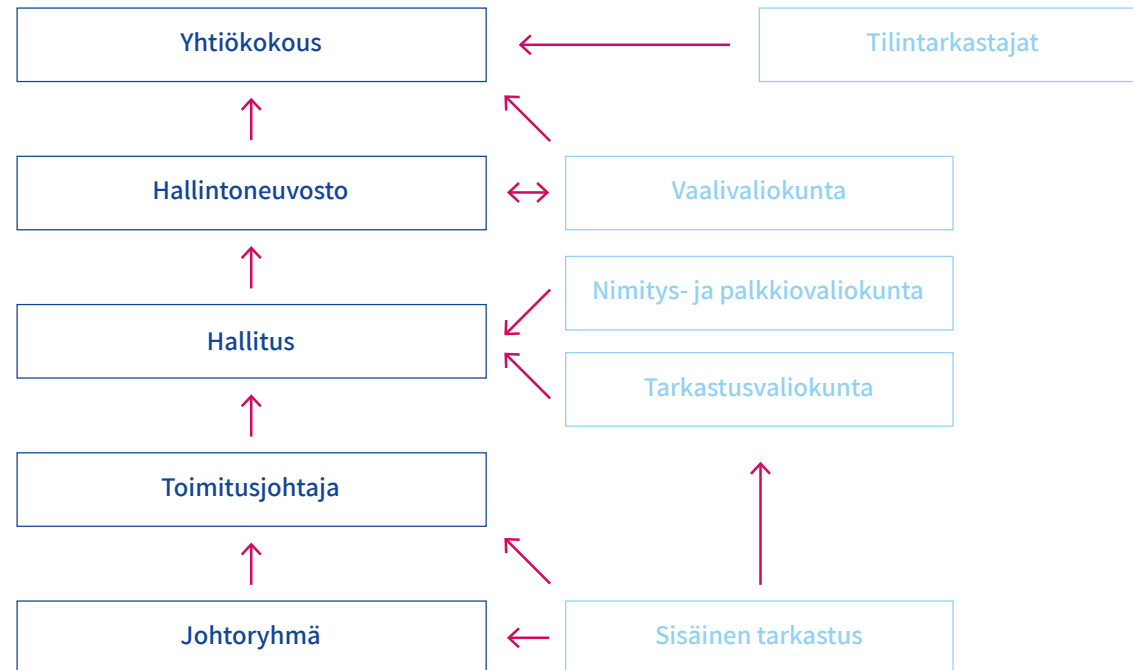 Yhtiökokous
Tilintarkastajat
Hallintoneuvosto
Vaalivaliokunta
Nimitys- ja palkkiovaliokunta
Hallitus
Tarkastusvaliokunta
Toimitusjohtaja
Johtoryhmä
Sisäinen tarkastus